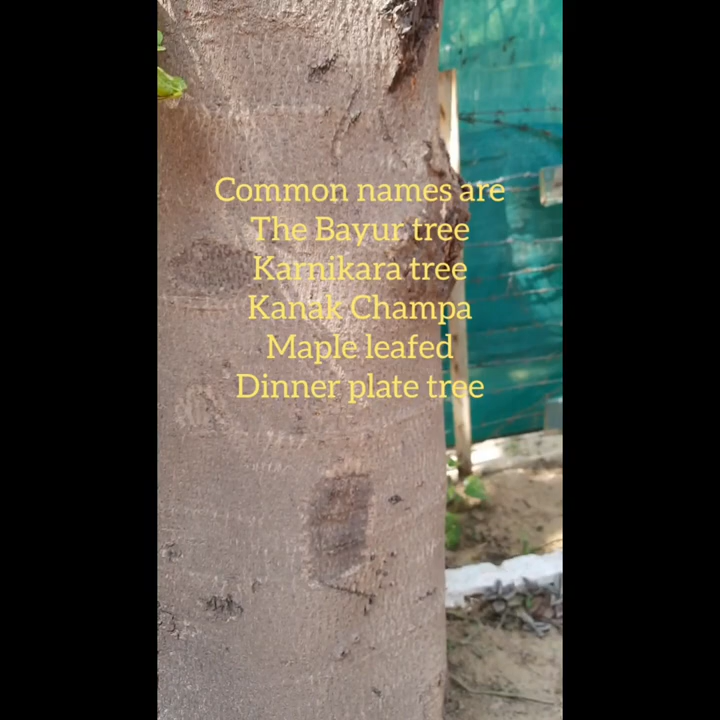 Common names are
The Bayur tree
Karnikara tree
Kanak Champa
Maple leafed
Dinner plate tree